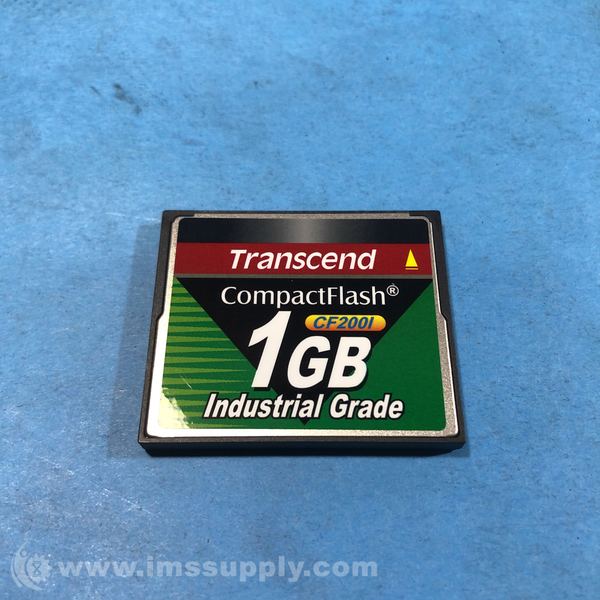 Transcend
CompactFlash®
CF200I
1GB
Industrial Grade
www.imssupply.com